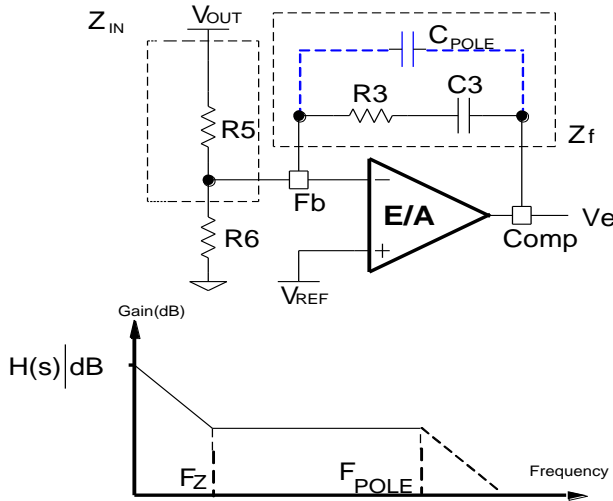 ZIN
VOUT
CPOLE
R3
C3
R5
Zf
Fb
E/A
Ve
R6
Comp
VREF
Gain(dB)
H(s)|dB
FZ
FPOLE
Frequency